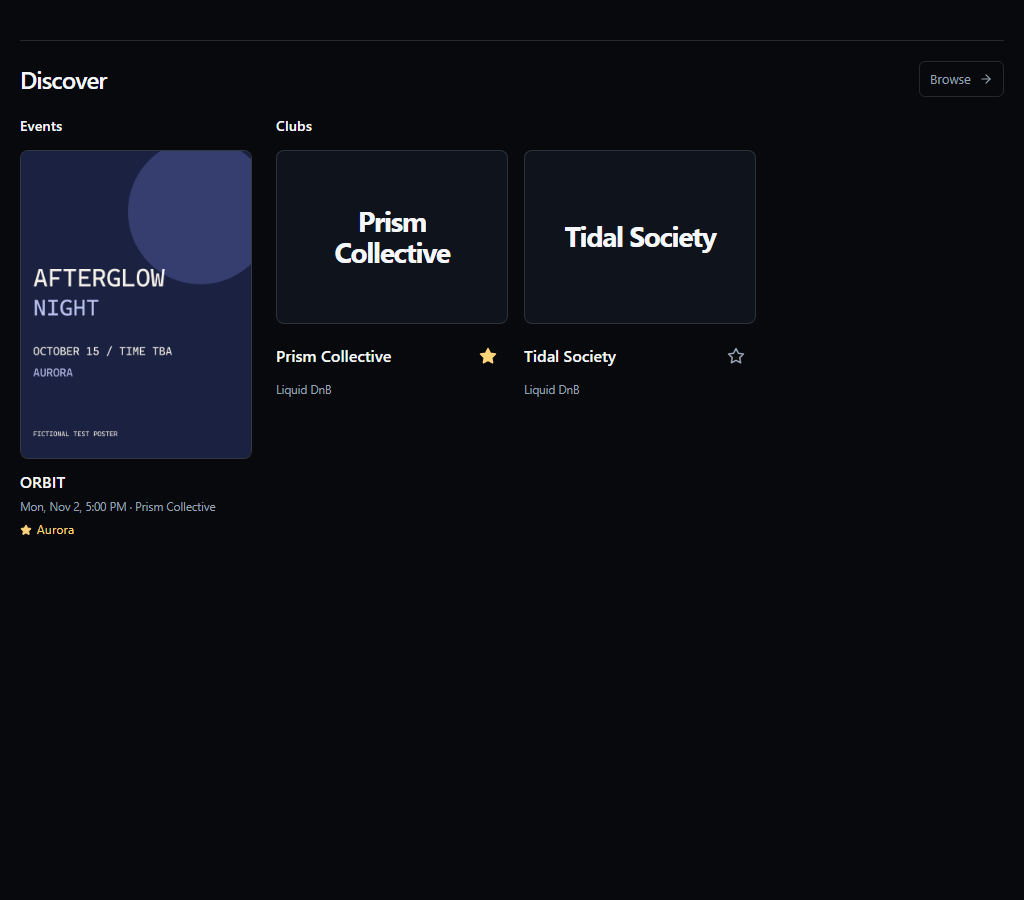 Discover
Browse
Events
Clubs
AFTERGLOW
NIGHT
OCTOBER 15 / TIME TBA
AURORA
FICTIONAL TEST POSTER
ORBIT
Mon, Nov 2, 5:00 PM · Prism Collective
Aurora
Prism
Collective
Prism Collective
Liquid DnB
Tidal Society
Tidal Society
Liquid DnB